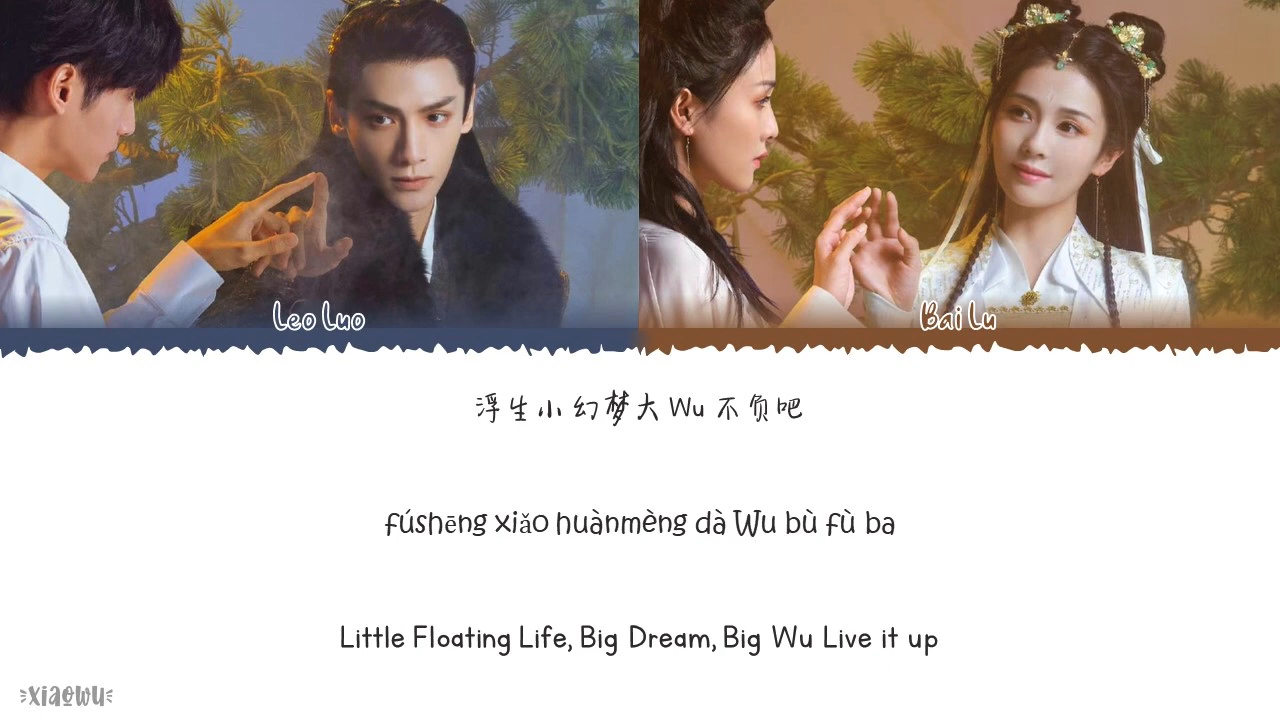 Leo Luo
Bai Lu
浮生小幻梦大 Wu 不负吧
fúshēng xiǎo huànmèng dà Wu bù fù ba
Little Floating Life, Big Dream, Big Wu Live it up
xiaowu